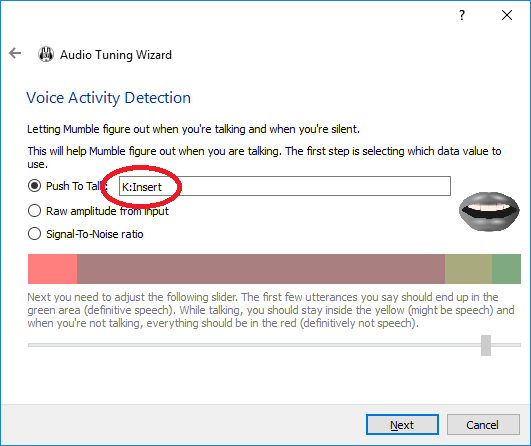 ?
Audio Tuning Wizard
Voice Activity Detection
Letting Mumble figure out when you're talking and when you're silent.
This will help Mumble figure out when you are talking. The first step is selecting which data value to
use.
Push To Talk: K:Insert
Raw amplitude from input
Signal-To-Noise ratio
Next you need to adjust the following slider. The first few utterances you say should end up in the
green area (definitive speech). While talking, you should stay inside the yellow (might be speech) and
when you're not talking, everything should be in the red (definitively not speech).
Next Cancel